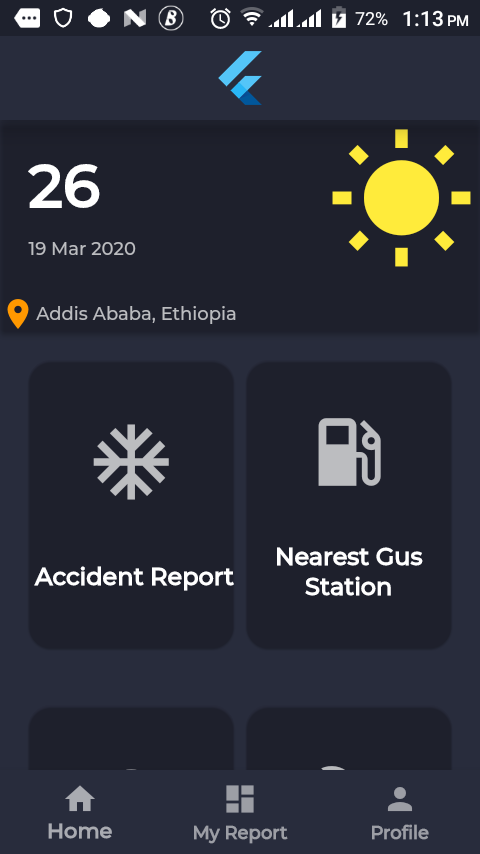 72% 1:13 PM
26
19 Mar 2020
Addis Ababa, Ethiopia
Accident Report
Nearest Gus
Station
Home
My Report
Profile